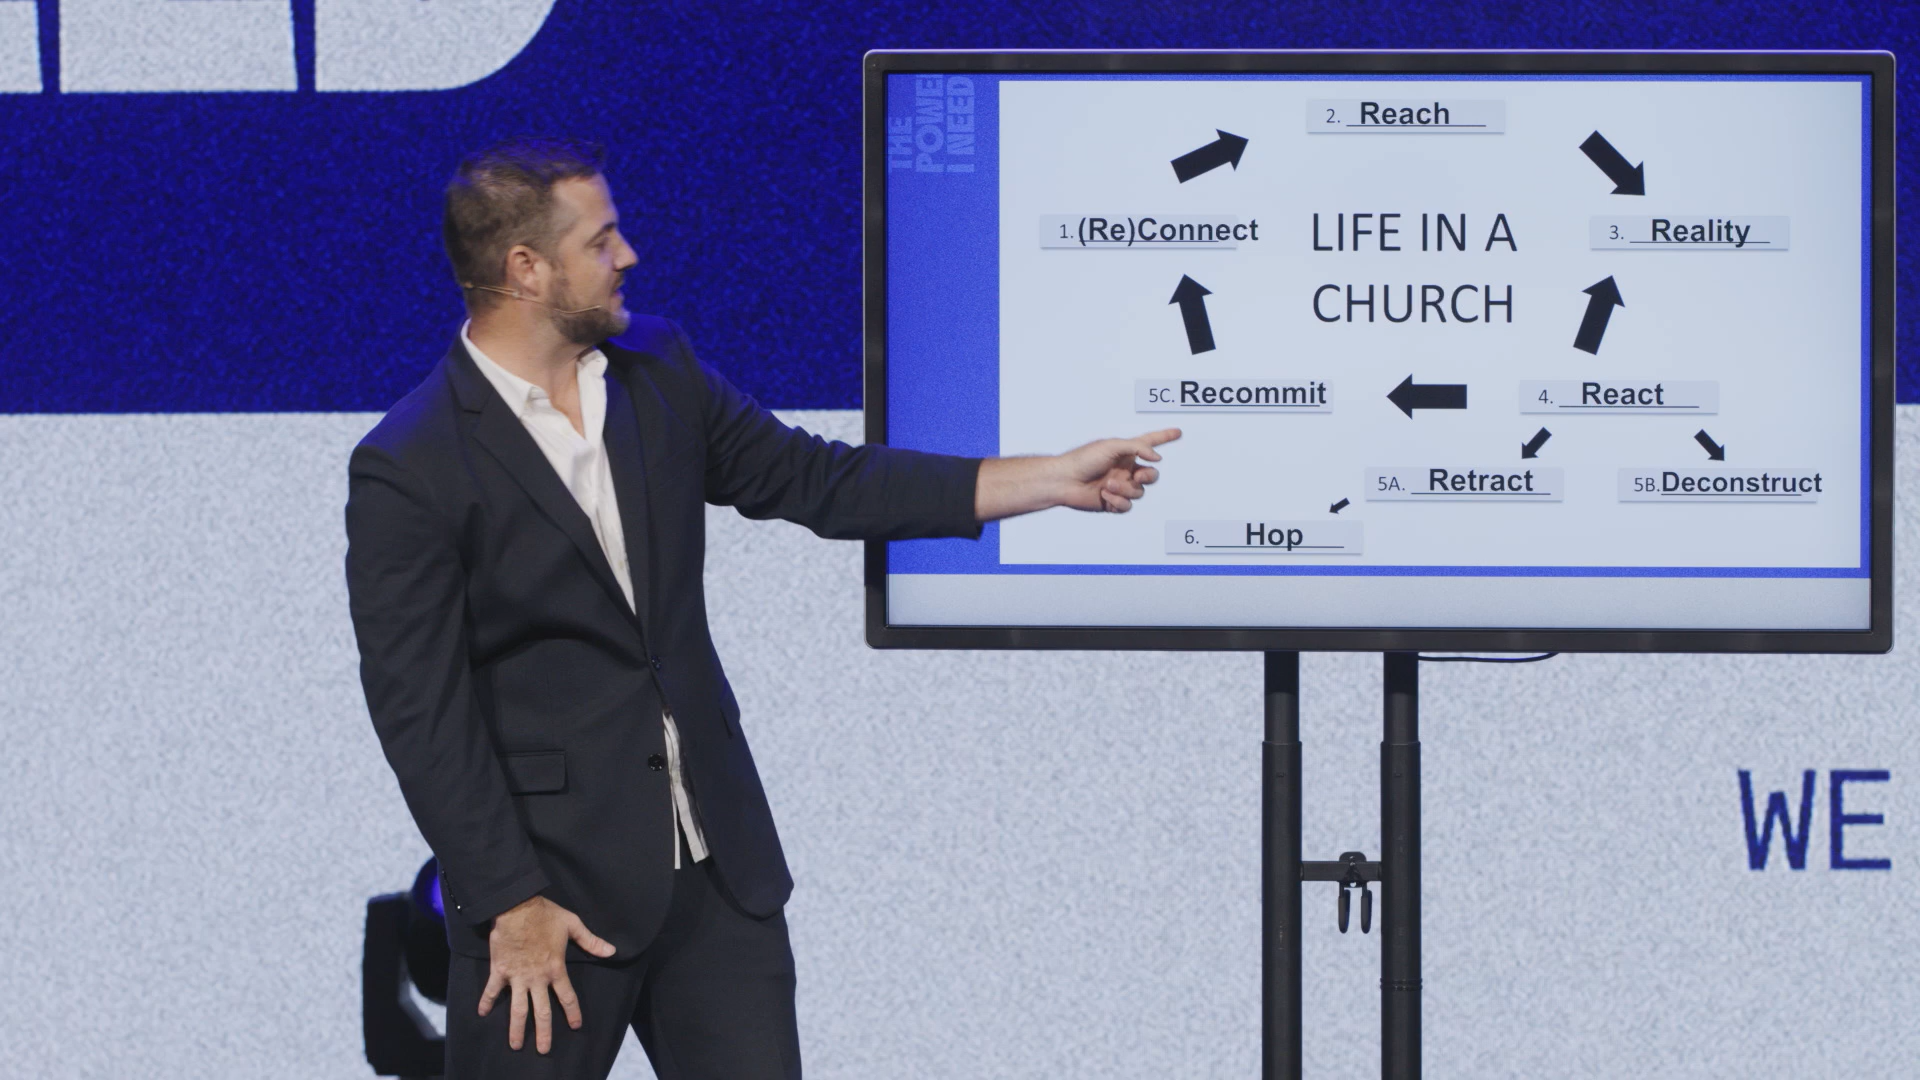 THE
POWER
I NEED
2. Reach
1. (Re)Connect
LIFE IN A
CHURCH
3. Reality
5C. Recommit
4. React
5A. Retract
5B. Deconstruct
6. Hop
WE